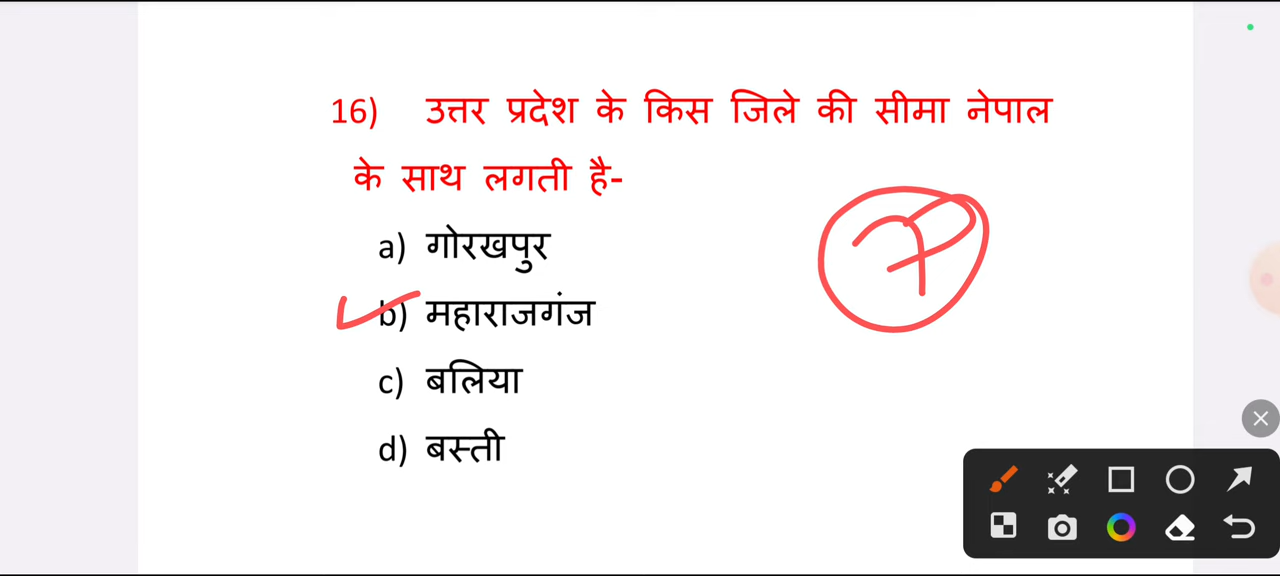 16) उत्तर प्रदेश के किस जिले की सीमा नेपाल
के साथ लगती है-
a) गोरखपुर
b) महाराजगंज
c) बलिया
d) बस्ती